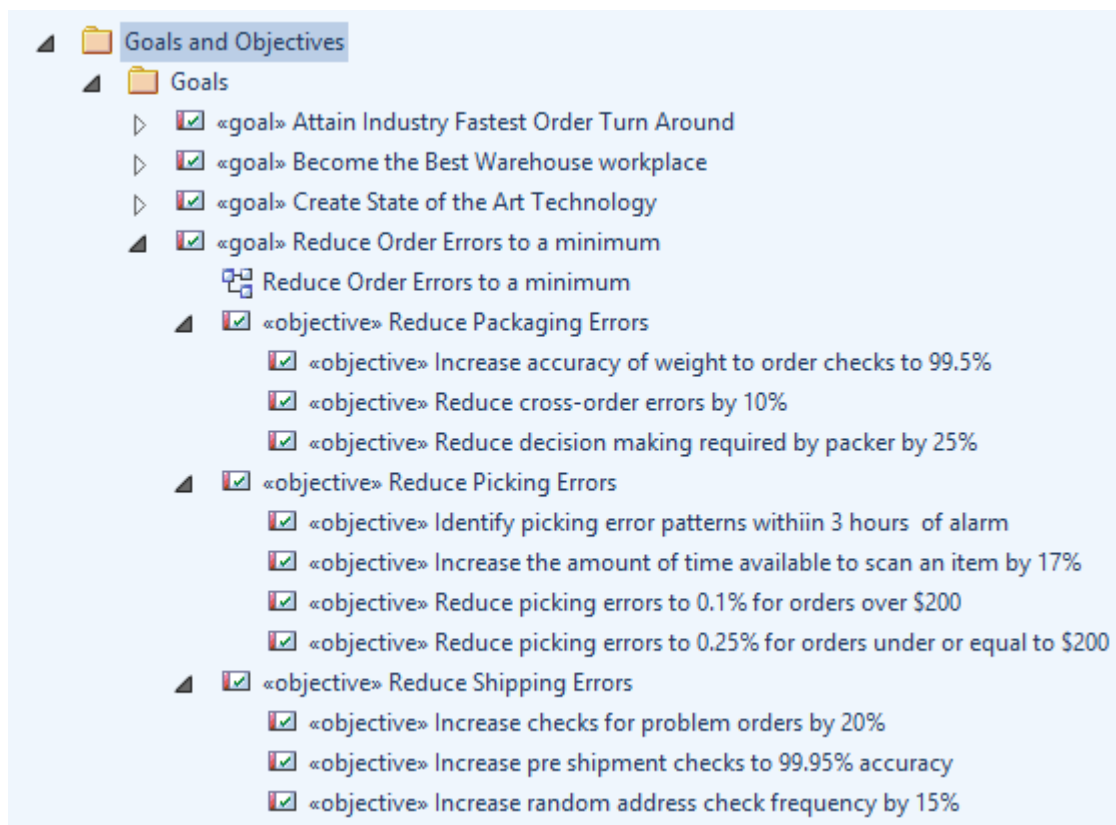 Goals and Objectives
Goals
«goal» Attain Industry Fastest Order Turn Around
«goal» Become the Best Warehouse workplace
«goal» Create State of the Art Technology
«goal» Reduce Order Errors to a minimum
Reduce Order Errors to a minimum
«objective» Reduce Packaging Errors
«objective» Increase accuracy of weight to order checks to 99.5%
«objective» Reduce cross-order errors by 10%
«objective» Reduce decision making required by packer by 25%
«objective» Reduce Picking Errors
«objective» Identify picking error patterns withiin 3 hours  of alarm
«objective» Increase the amount of time available to scan an item by 17%
«objective» Reduce picking errors to 0.1% for orders over $200
«objective» Reduce picking errors to 0.25% for orders under or equal to $200
«objective» Reduce Shipping Errors
«objective» Increase checks for problem orders by 20%
«objective» Increase pre shipment checks to 99.95% accuracy
«objective» Increase random address check frequency by 15%